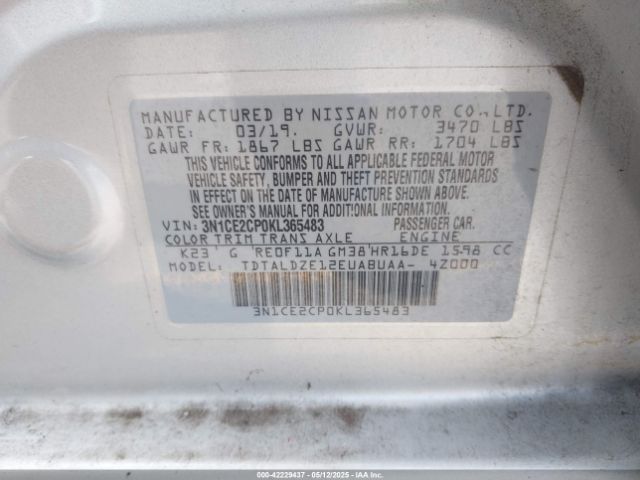 MANUFACTURED BY NISSAN MOTOR CO.,LTD.
DATE: 03/19. GVWR: 3470 LBS
GAWR FR: 1867 LBS GAWR RR: 1704 LBS
THIS VEHICLE CONFORMS TO ALL APPLICABLE FEDERAL MOTOR
VEHICLE SAFETY, BUMPER AND THEFT PREVENTION STANDARDS
IN EFFECT ON THE DATE OF MANUFACTURE SHOWN ABOVE.
SEE OWNER'S MANUAL FOR ADDITIONAL INFORMATION.
VIN: 3N1CE2CP0KL365483 PASSENGER CAR.
COLOR TRIM TRANS AXLE ENGINE
K23 G RE0F11A GM38 HR16DE 1598 CC
MODEL: TDTALDZE12EUABUAA- 4Z000
3N1CE2CP0KL365483
000-42229437 - 05/12/2025 - IAAI.COM